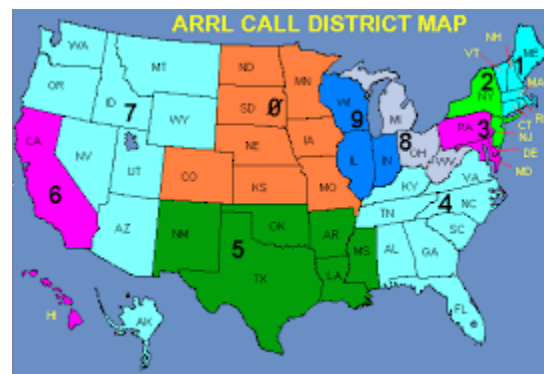 ARRL CALL DISTRICT MAP
WA
MT
ND
MN
OR
ID
7
WY
SD
Ø
WI
9
MI
VT
NH
ME
1
MA
RI
2
NY
CT
NJ
PA
3
DE
MD
CA
6
NV
UT
CO
NE
IA
KS
MO
IL
IN
8
OH
WV
VA
KY
4
NC
TN
SC
AZ
NM
5
OK
AR
TX
LA
MS
AL
GA
FL
HI
AK